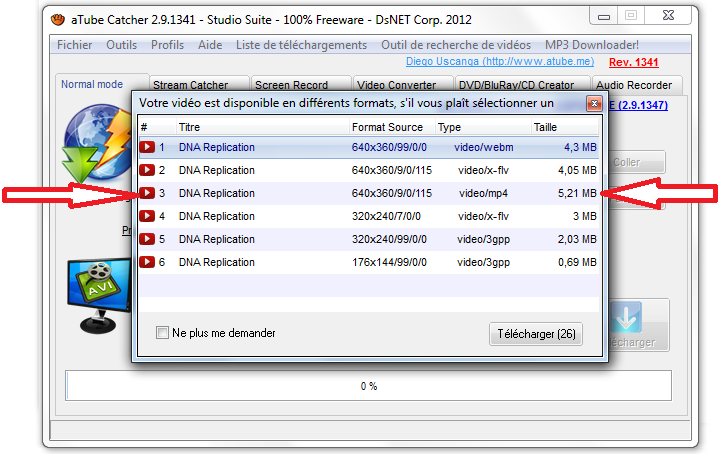 aTube Catcher 2.9.1341 - Studio Suite - 100% Freeware - DsNET Corp. 2012
Fichier Outils Profils Aide Liste de téléchargements Outil de recherche de vidéos MP3 Downloader!
Diego Uscanga (http://www.atube.me) Rev. 1341
Normal mode Stream Catcher Screen Record Video Converter DVD/BluRay/CD Creator Audio Recorder
Votre vidéo est disponible en différents formats, s'il vous plaît sélectionner un
E (2.9.1347)
# Titre Format Source Type Taille
1 DNA Replication 640x360/99/0/0 video/webm 4,3 MB
Coller
2 DNA Replication 640x360/9/0/115 video/x-flv 4,05 MB
3 DNA Replication 640x360/9/0/115 video/mp4 5,21 MB
4 DNA Replication 320x240/7/0/0 video/x-flv 3 MB
Pr
5 DNA Replication 320x240/99/0/0 video/3gpp 2,03 MB
6 DNA Replication 176x144/99/0/0 video/3gpp 0,69 MB
AVI
Ne plus me demander Télécharger (26)
écharger
0 %